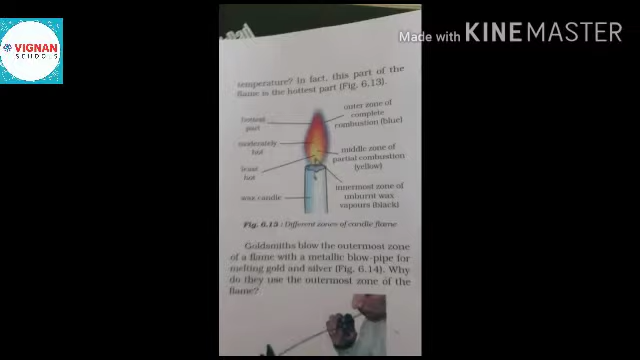 VIGNAN
SCHOOLS
Made with KINEMASTER
temperature? In fact, this part of the
flame is the hottest part (Fig. 6.13).
hottest
part
outer zone of
complete
combustion (blue)
moderately
hot
middle zone of
partial combustion
(yellow)
least
hot
innermost zone of
unburnt wax
vapours (black)
wax candle
Fig. 6.13 : Different zones of candle flame
Goldsmiths blow the outermost zone
of a flame with a metallic blow-pipe for
melting gold and silver (Fig. 6.14). Why
do they use the outermost zone of the
flame?